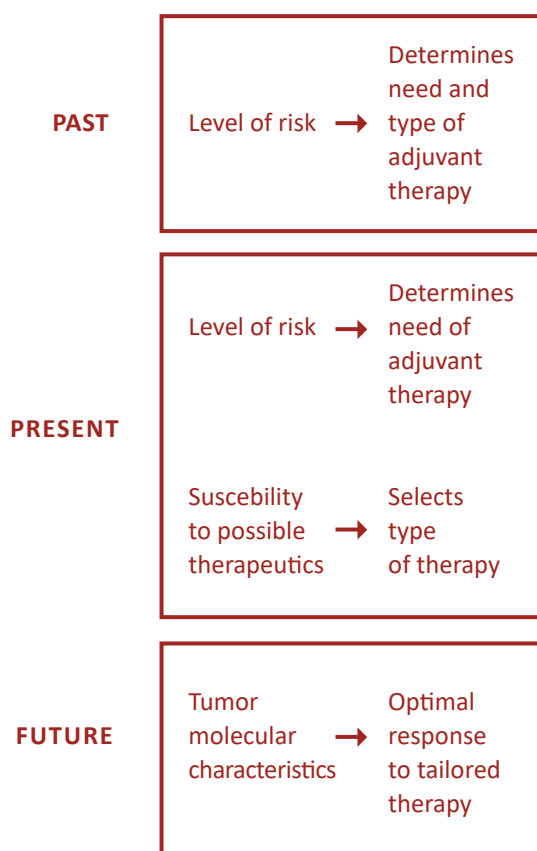 PAST
Level of risk →
Determines
need and
type of
adjuvant
therapy
PRESENT
Level of risk →
Determines
need of
adjuvant
therapy
Suscebility
to possible →
therapeutics
Selects
type
of therapy
FUTURE
Tumor
molecular →
characteristics
Optimal
response
to tailored
therapy